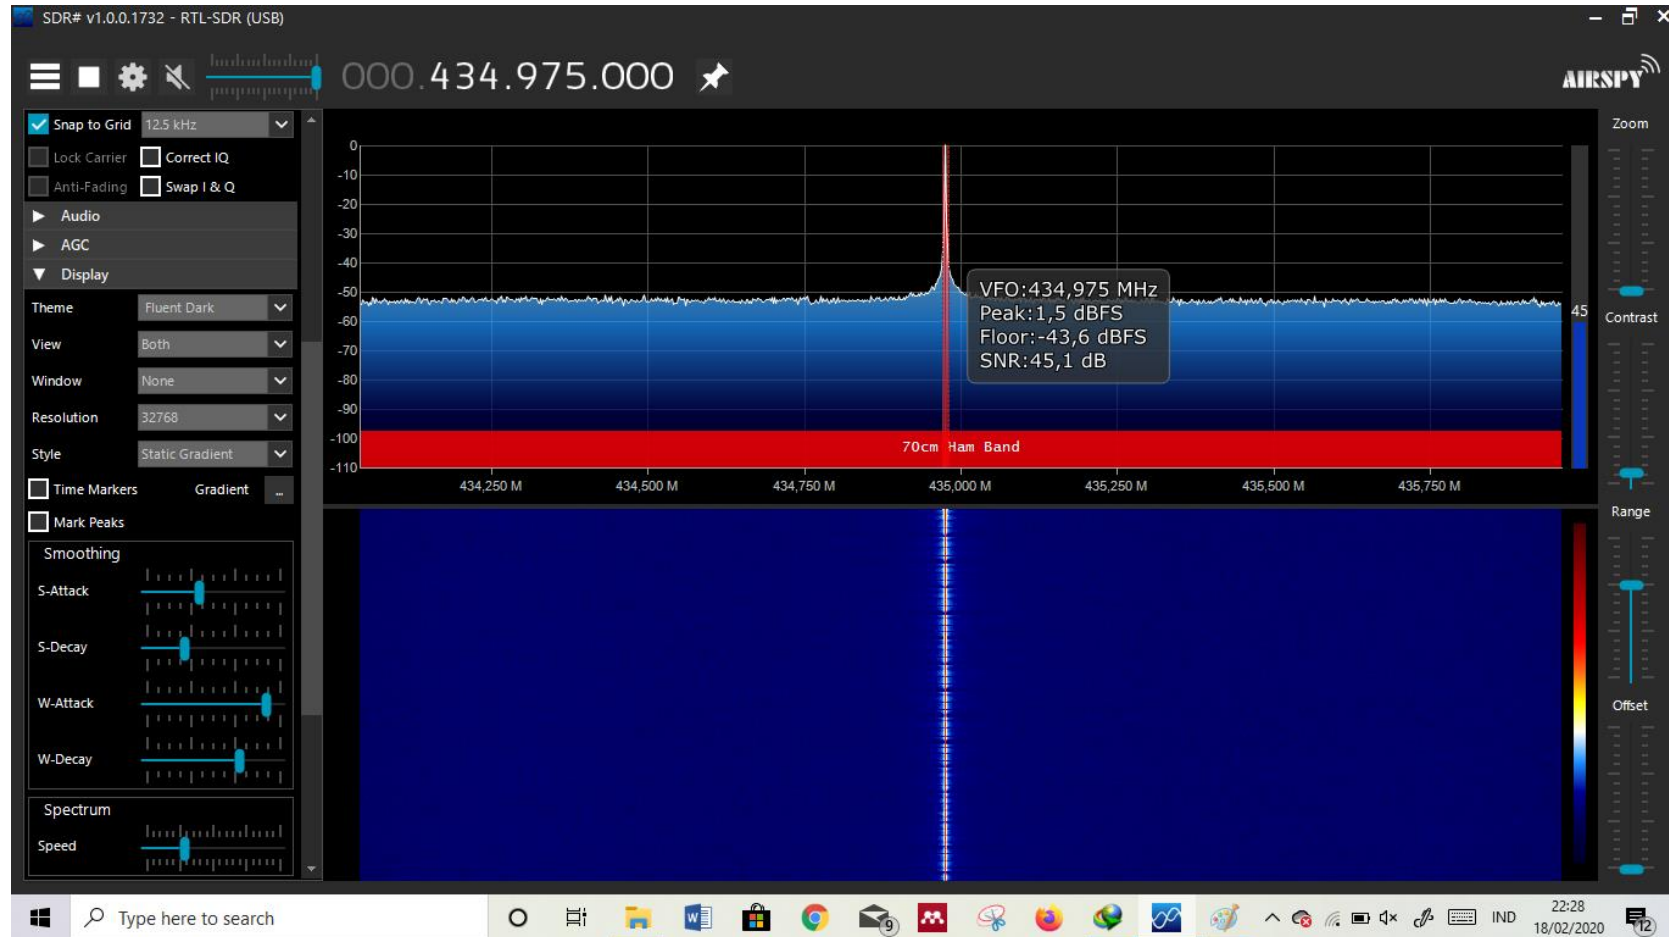 SDR# v1.0.0.1732 - RTL-SDR (USB)
000.434.975.000
AIRSPY
Snap to Grid 12.5 kHz
Lock Carrier Correct IQ
Anti-Fading Swap I & Q
Audio
AGC
Display
Theme Fluent Dark
View Both
Window None
Resolution 32768
Style Static Gradient
Time Markers Gradient ...
Mark Peaks
Smoothing
S-Attack
S-Decay
W-Attack
W-Decay
Spectrum
Speed
0
-10
-20
-30
-40
-50
-60
-70
-80
-90
-100
-110
VFO:434,975 MHz
Peak:1,5 dBFS
Floor:-43,6 dBFS
SNR:45,1 dB
70cm Ham Band
434,250 M 434,500 M 434,750 M 435,000 M 435,250 M 435,500 M 435,750 M
45
Zoom
Contrast
Range
Offset
Type here to search
W
9
IND
22:28
18/02/2020
12